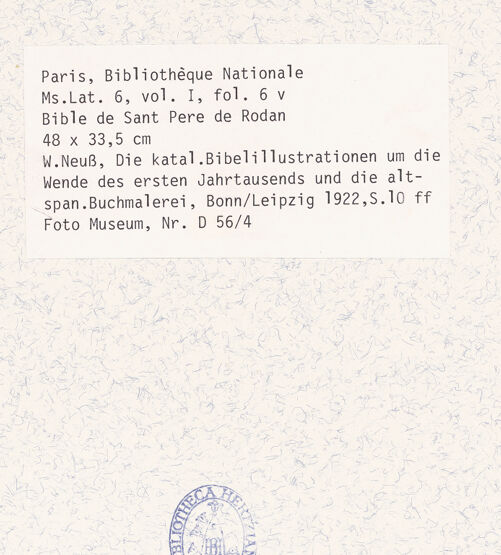 Paris, Bibliothèque Nationale
Ms.Lat. 6, vol. I, fol. 6 v
Bible de Sant Pere de Rodan
48 x 33,5 cm
W.Neuß, Die katal.Bibelillustrationen um die
Wende des ersten Jahrtausends und die alt-
span.Buchmalerei, Bonn/Leipzig 1922,S.10 ff
Foto Museum, Nr. D 56/4
BIBLIOTHECA HERTZIAN